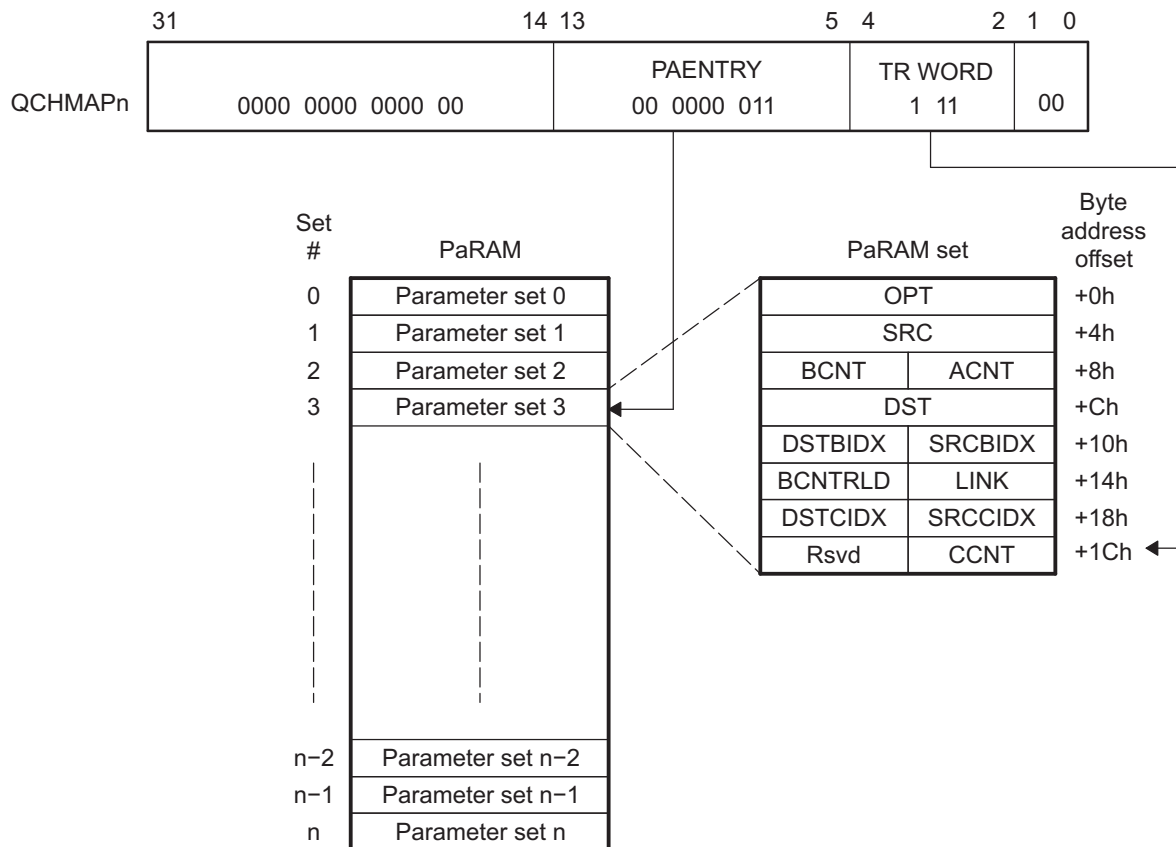 31 14 13 5 4 2 1 0
PAENTRY TR WORD
QCHMAPn 0000 0000 0000 00 00 0000 011 1 11 00
Byte
Set address
# PaRAM PaRAM set offset
0 Parameter set 0 OPT +0h
1 Parameter set 1 SRC +4h
2 Parameter set 2 BCNT ACNT +8h
3 Parameter set 3 DST +Ch
DSTBIDX SRCBIDX +10h
BCNTRLD LINK +14h
DSTCIDX SRCCIDX +18h
Rsvd CCNT +1Ch
n−2 Parameter set n−2
n−1 Parameter set n−1
n Parameter set n